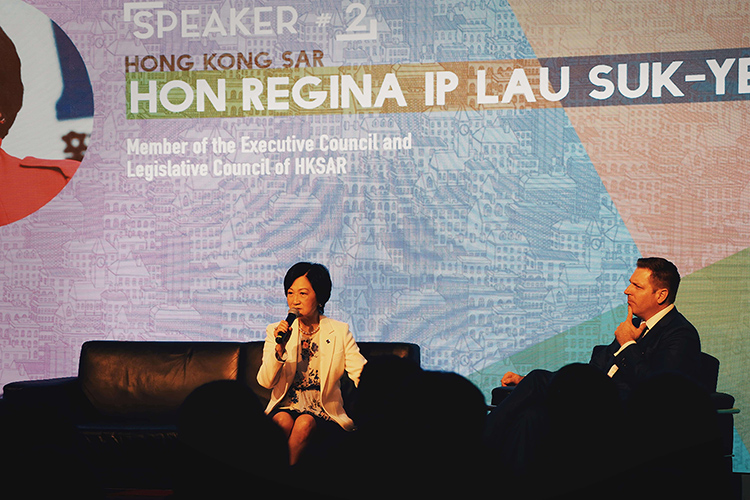 SPEAKER #2
HONG KONG SAR
HON REGINA IP LAU SUK-YE
Member of the Executive Council and
Legislative Council of HKSAR